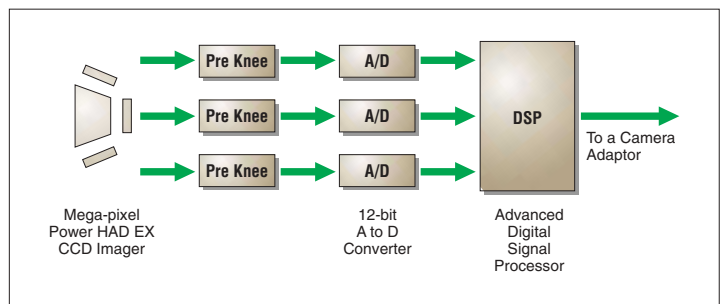 Pre Knee
A/D
Pre Knee
A/D
DSP
To a Camera
Adaptor
Pre Knee
A/D
Mega-pixel
Power HAD EX
CCD Imager
12-bit
A to D
Converter
Advanced
Digital
Signal
Processor